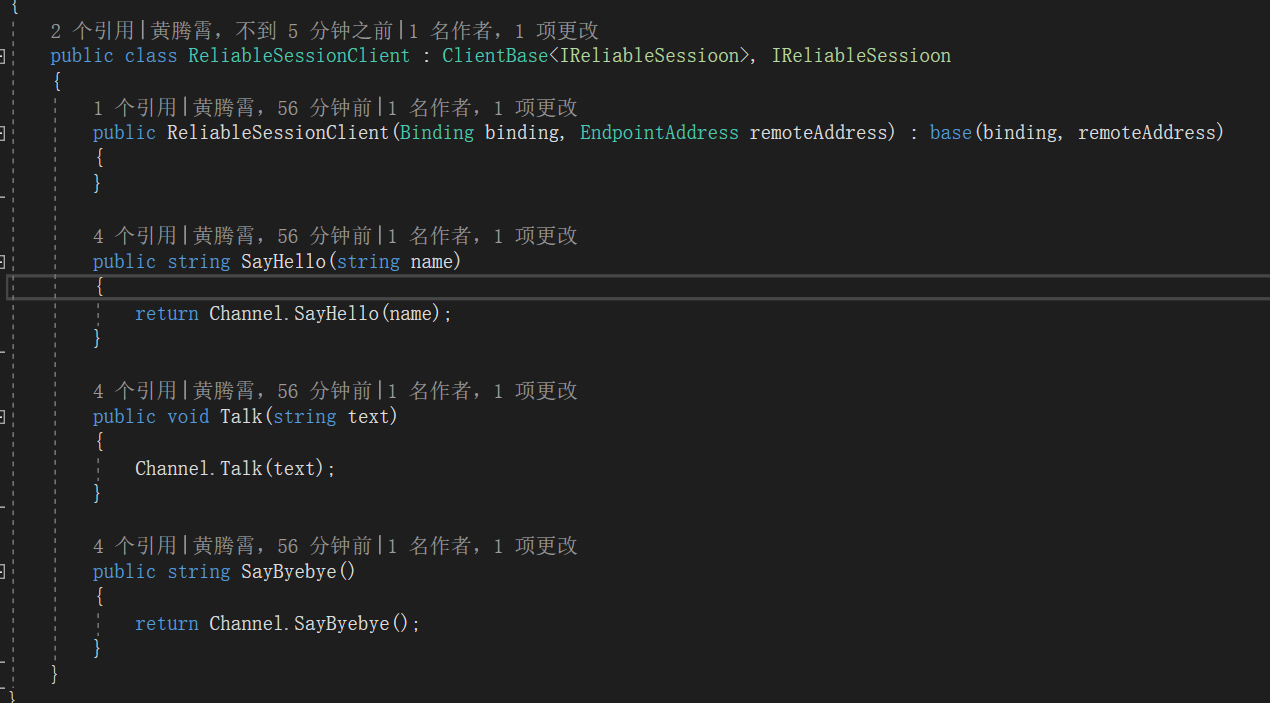 {
2 个引用|黄腾霄，不到 5 分钟之前|1 名作者，1 项更改
public class ReliableSessionClient : ClientBase<IReliableSessioon>, IReliableSessioon
{
1 个引用|黄腾霄，56 分钟前|1 名作者，1 项更改
public ReliableSessionClient(Binding binding, EndpointAddress remoteAddress) : base(binding, remoteAddress)
{
}
4 个引用|黄腾霄，56 分钟前|1 名作者，1 项更改
public string SayHello(string name)
{
return Channel.SayHello(name);
}
4 个引用|黄腾霄，56 分钟前|1 名作者，1 项更改
public void Talk(string text)
{
Channel.Talk(text);
}
4 个引用|黄腾霄，56 分钟前|1 名作者，1 项更改
public string SayByebye()
{
return Channel.SayByebye();
}
}
}